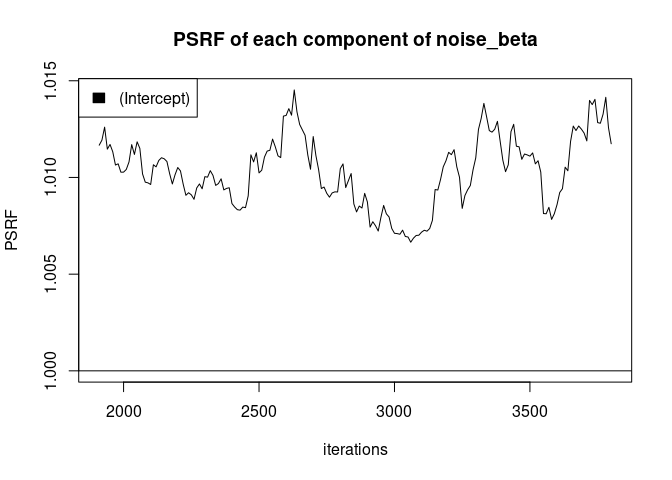 PSRF of each component of noise_beta
(Intercept)
PSRF
1.015
1.010
1.005
1.000
2000 2500 3000 3500
iterations